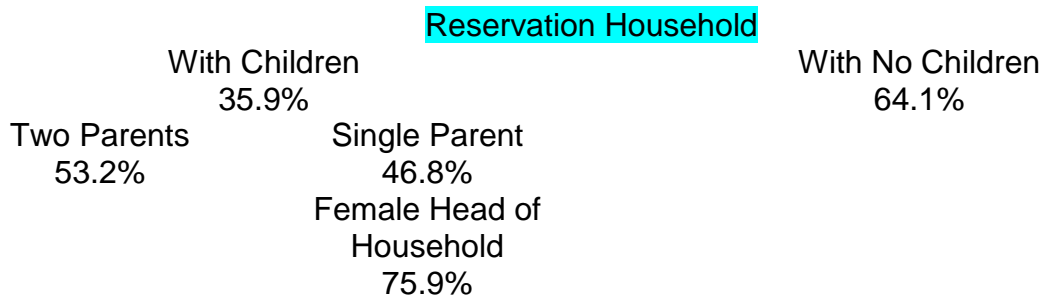 Reservation Household
With Children With No Children
35.9% 64.1%
Two Parents Single Parent
53.2% 46.8%
Female Head of
Household
75.9%